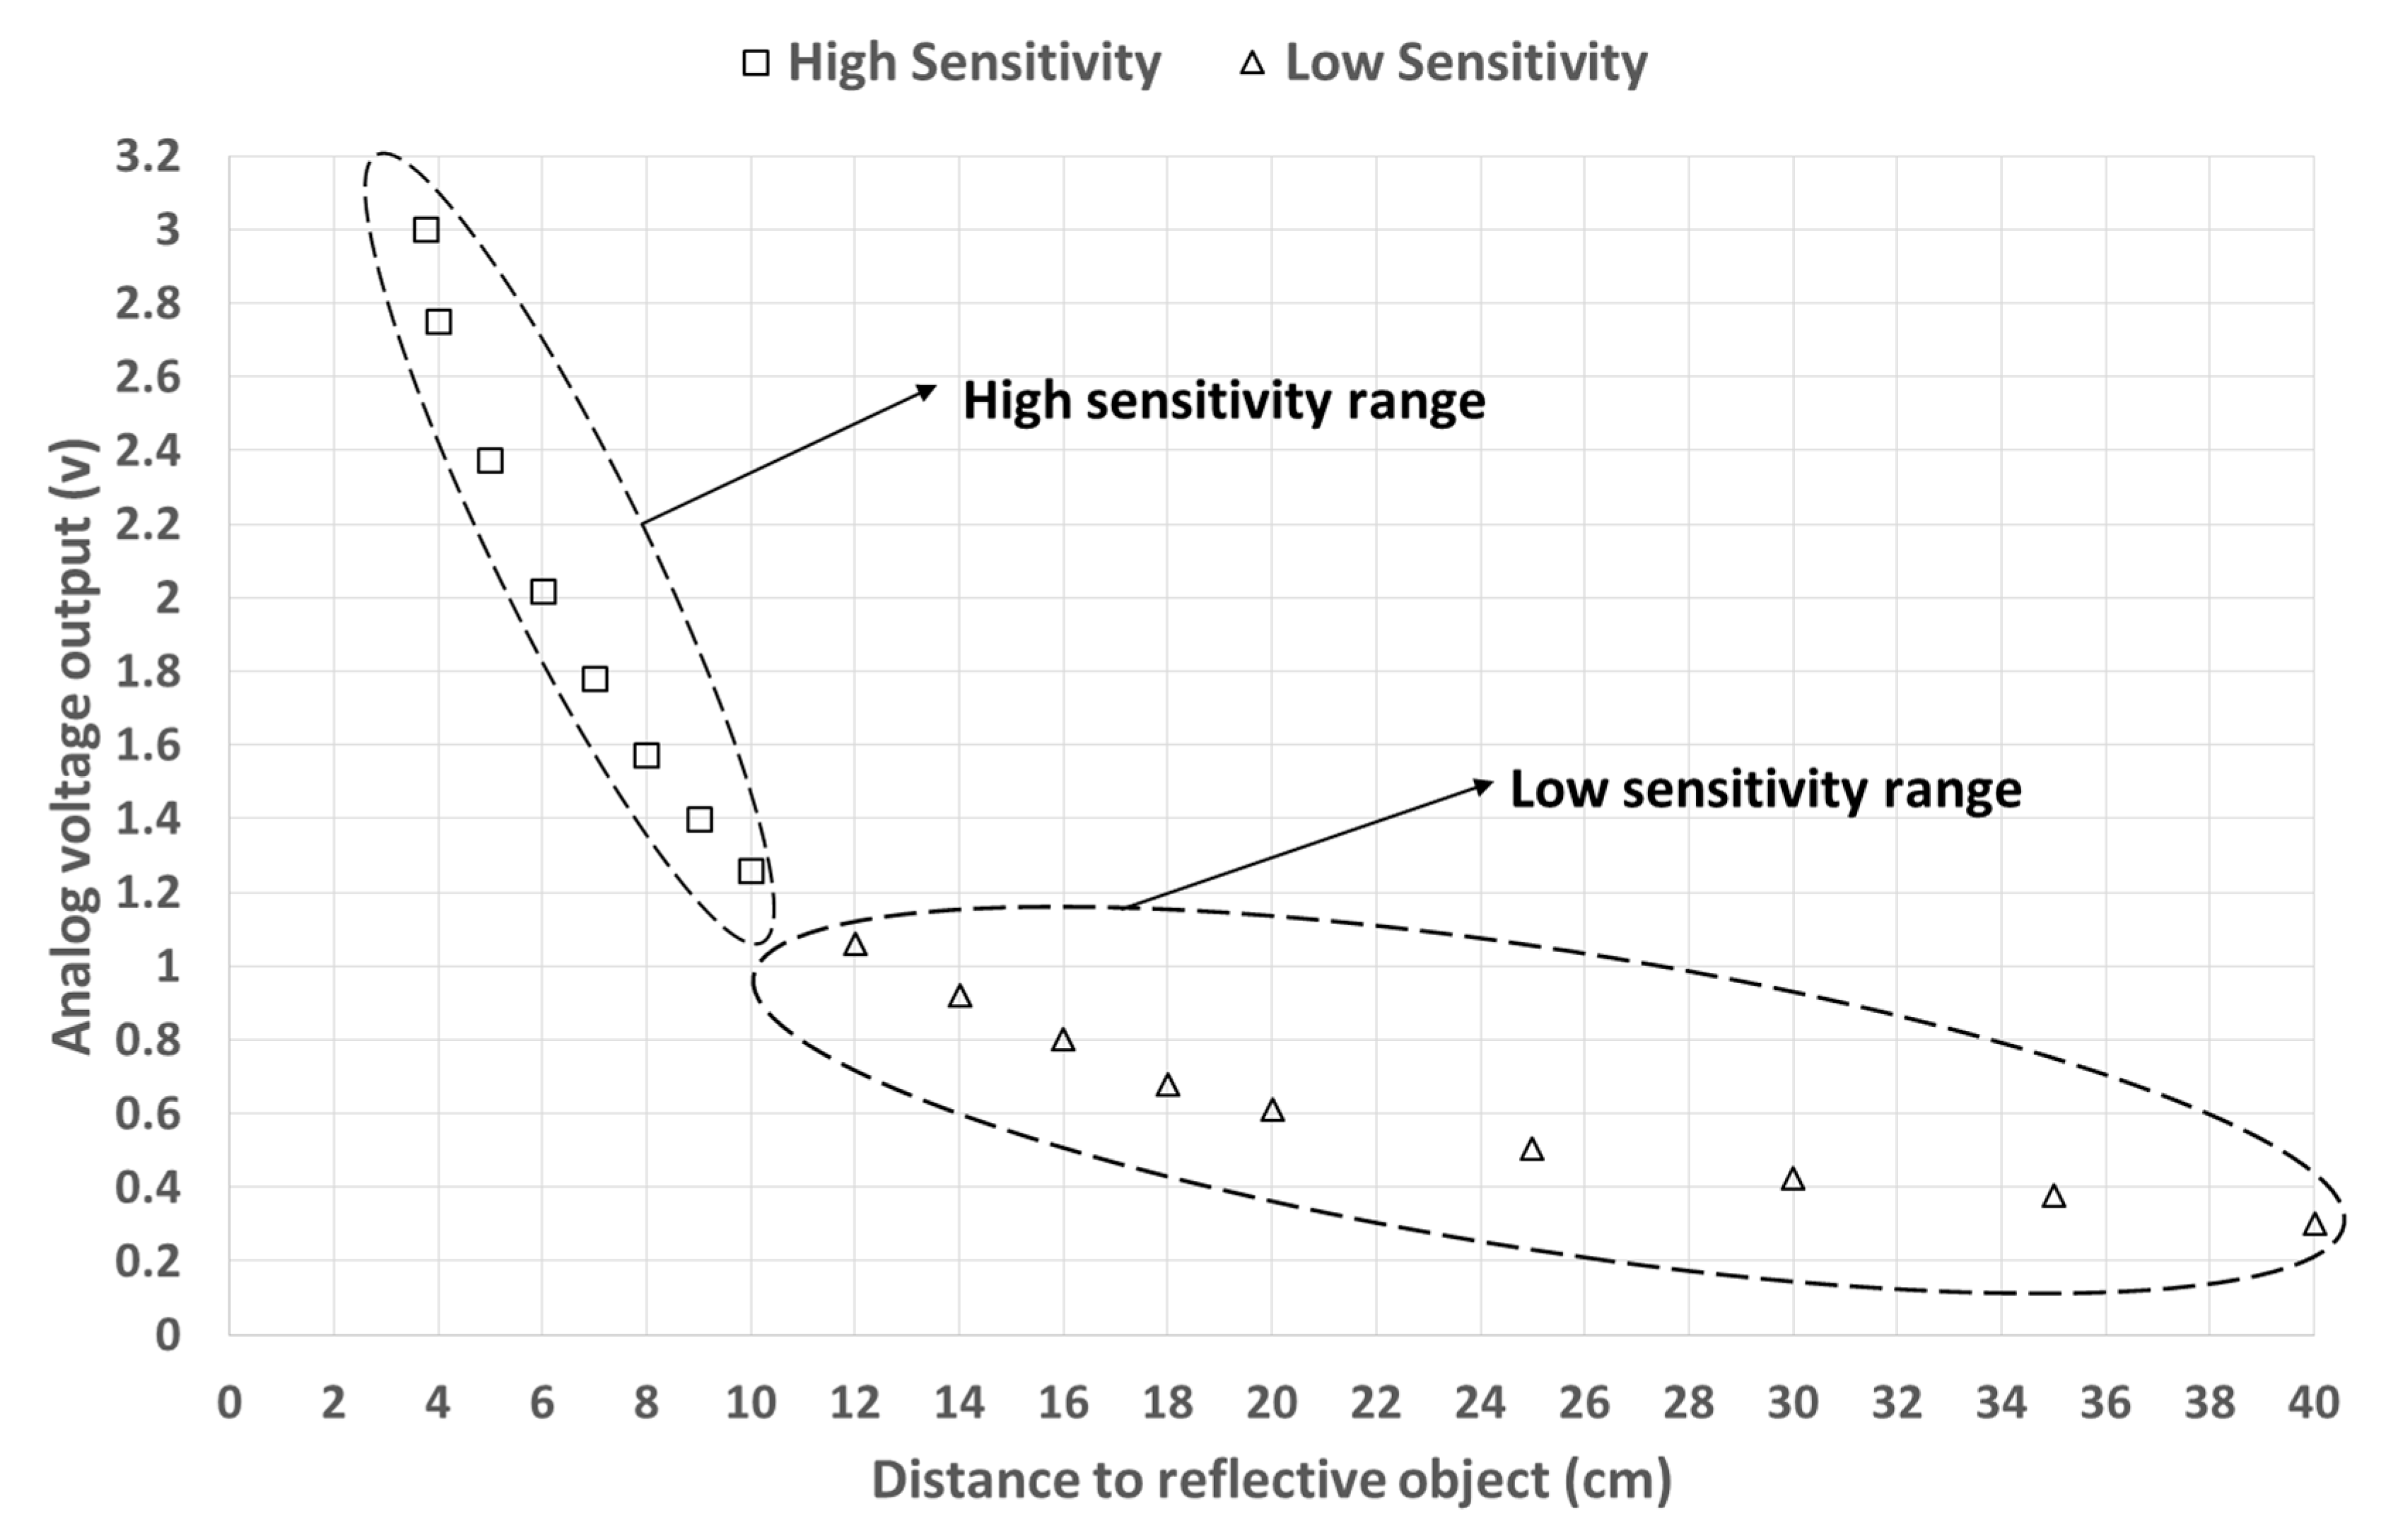 High Sensitivity
Low Sensitivity
3.2
3
2.8
2.6
2.4
2.2
2
1.8
1.6
1.4
1.2
1
0.8
0.6
0.4
0.2
0
Analog voltage output (v)
High sensitivity range
Low sensitivity range
0 2 4 6 8 10 12 14 16 18 20 22 24 26 28 30 32 34 36 38 40
Distance to reflective object (cm)